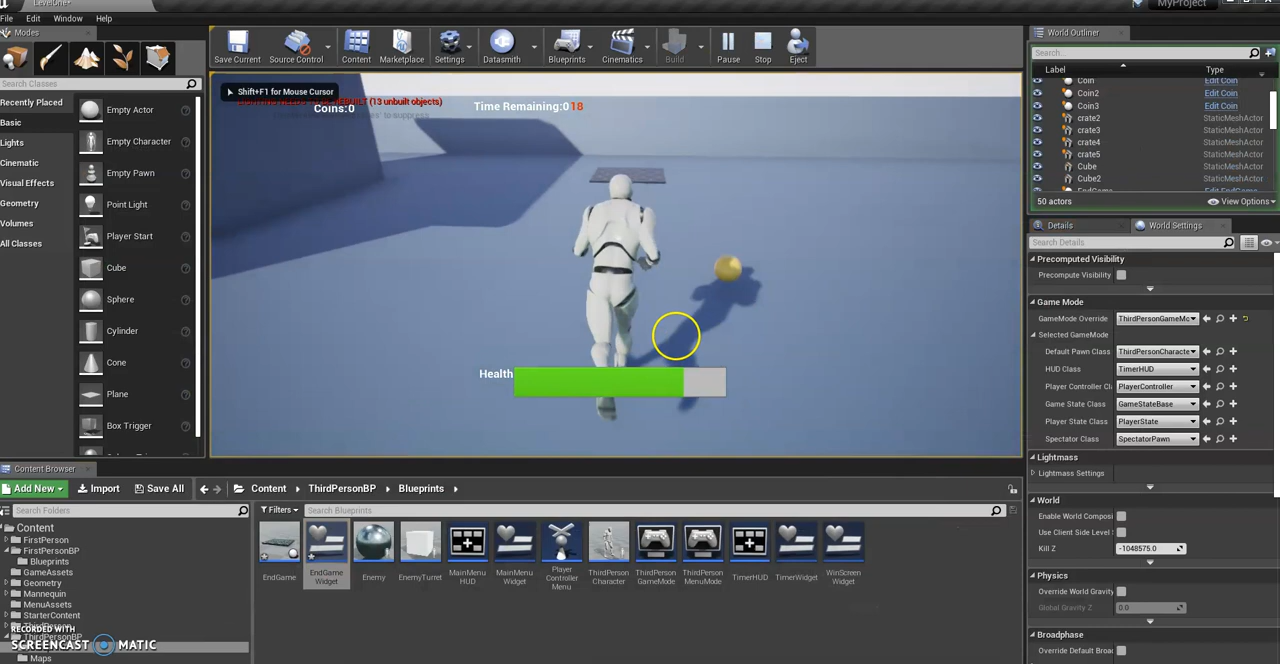 LevelOne*
MyProject
File Edit Window Help
Modes
Search Classes
Recently Placed
Basic
Lights
Cinematic
Visual Effects
Geometry
Volumes
All Classes
Empty Actor
Empty Character
Empty Pawn
Point Light
Player Start
Cube
Sphere
Cylinder
Cone
Plane
Box Trigger
Save Current Source Control Content Marketplace Settings Datasmith Blueprints Cinematics Build Pause Stop Eject
Shift+F1 for Mouse Cursor
REBUILT (13 unbuilt objects)
Coins:0
Time Remaining:0 18
to suppress
Health
World Outliner
Search...
Label Type
Coin Edit Coin
Coin2 Edit Coin
Coin3 Edit Coin
crate2 StaticMeshActor
crate3 StaticMeshActor
crate4 StaticMeshActor
crate5 StaticMeshActor
Cube StaticMeshActor
Cube2 StaticMeshActor
EndGame Edit EndGame
50 actors View Options
Details World Settings
Search Details
Precomputed Visibility
Precompute Visibility
Game Mode
GameMode Override ThirdPersonGameMo
Selected GameMode
Default Pawn Class ThirdPersonCharacte
HUD Class TimerHUD
Player Controller Cl PlayerController
Game State Class GameStateBase
Player State Class PlayerState
Spectator Class SpectatorPawn
Lightmass
Lightmass Settings
World
Enable World Composi
Use Client Side Level
Kill Z -1048575.0
Physics
Override World Gravity
Global Gravity Z 0.0
Broadphase
Override Default Broa
Content Browser
Add New Import Save All Content ThirdPersonBP Blueprints
Search Folders
Filters Search Blueprints
Content
FirstPerson
FirstPersonBP
Blueprints
GameAssets
Geometry
Mannequin
MenuAssets
StarterContent
ThirdPersonBP
Maps
EndGame
EndGame Widget
Enemy
EnemyTurret
MainMenu HUD
MainMenu Widget
Player Controller Menu
ThirdPerson Character
ThirdPerson GameMode
ThirdPerson MenuMode
TimerHUD
TimerWidget
WinScreen Widget
RECORDED WITH
SCREENCAST MATIC